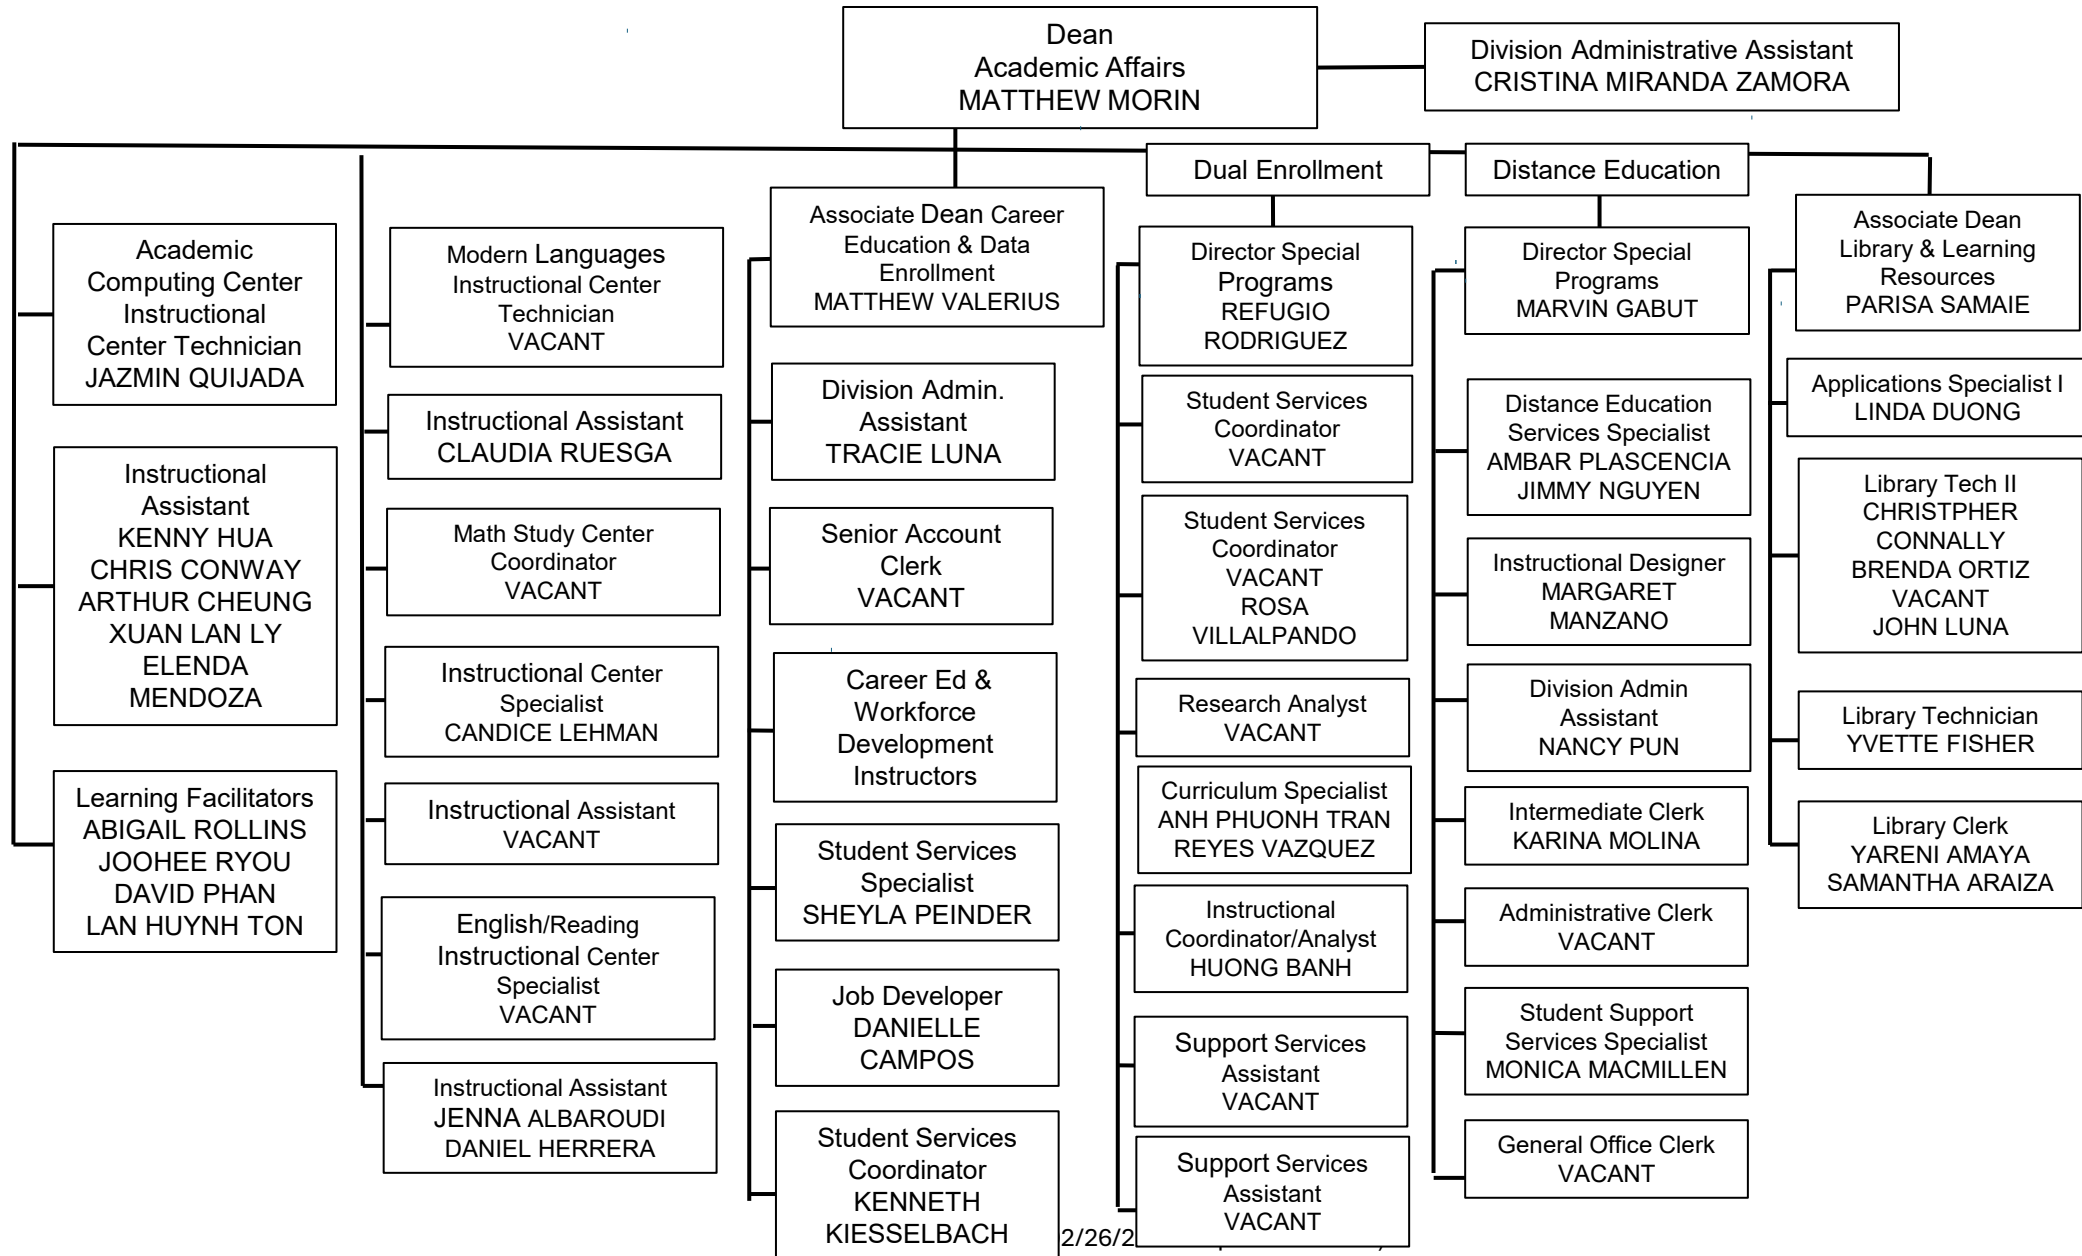 Dean
Academic Affairs
MATTHEW MORIN
Division Administrative Assistant
CRISTINA MIRANDA ZAMORA
Dual Enrollment
Distance Education
Academic
Computing Center
Instructional
Center Technician
JAZMIN QUIJADA
Instructional
Assistant
KENNY HUA
CHRIS CONWAY
ARTHUR CHEUNG
XUAN LAN LY
ELENDA
MENDOZA
Learning Facilitators
ABIGAIL ROLLINS
JOOHEE RYOU
DAVID PHAN
LAN HUYNH TON
Modern Languages
Instructional Center
Technician
VACANT
Instructional Assistant
CLAUDIA RUESGA
Math Study Center
Coordinator
VACANT
Instructional Center
Specialist
CANDICE LEHMAN
Instructional Assistant
VACANT
English/Reading
Instructional Center
Specialist
VACANT
Instructional Assistant
JENNA ALBAROUDI
DANIEL HERRERA
Associate Dean Career
Education & Data
Enrollment
MATTHEW VALERIUS
Division Admin.
Assistant
TRACIE LUNA
Senior Account
Clerk
VACANT
Career Ed &
Workforce
Development
Instructors
Student Services
Specialist
SHEYLA PEINDER
Job Developer
DANIELLE
CAMPOS
Student Services
Coordinator
KENNETH
KIESSELBACH
Director Special
Programs
REFUGIO
RODRIGUEZ
Student Services
Coordinator
VACANT
Student Services
Coordinator
VACANT
ROSA
VILLALPANDO
Research Analyst
VACANT
Curriculum Specialist
ANH PHUONH TRAN
REYES VAZQUEZ
Instructional
Coordinator/Analyst
HUONG BANH
Support Services
Assistant
VACANT
Support Services
Assistant
VACANT
Director Special
Programs
MARVIN GABUT
Distance Education
Services Specialist
AMBAR PLASCENCIA
JIMMY NGUYEN
Instructional Designer
MARGARET
MANZANO
Division Admin
Assistant
NANCY PUN
Intermediate Clerk
KARINA MOLINA
Administrative Clerk
VACANT
Student Support
Services Specialist
MONICA MACMILLEN
General Office Clerk
VACANT
Associate Dean
Library & Learning
Resources
PARISA SAMAIE
Applications Specialist I
LINDA DUONG
Library Tech II
CHRISTPHER
CONNALLY
BRENDA ORTIZ
VACANT
JOHN LUNA
Library Technician
YVETTE FISHER
Library Clerk
YARENI AMAYA
SAMANTHA ARAIZA
2/26/2